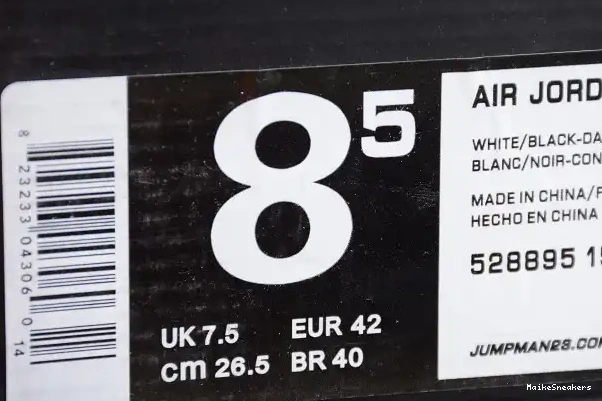 8 23233 04306 0
14
8 5
UK 7.5 EUR 42
cm 26.5 BR 40
AIR JORD
WHITE/BLACK-DA
BLANC/NOIR-CON
MADE IN CHINA/F
HECHO EN CHINA
528895 1
JUMPMAN23.CO
MaikeSneakers